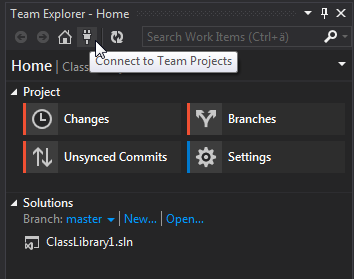 Team Explorer - Home
Search Work Items (Ctrl+ä)
Connect to Team Projects
Home |
Project
Changes
Branches
Unsynced Commits
Settings
Solutions
Branch: master | New... | Open...
ClassLibrary1.sln